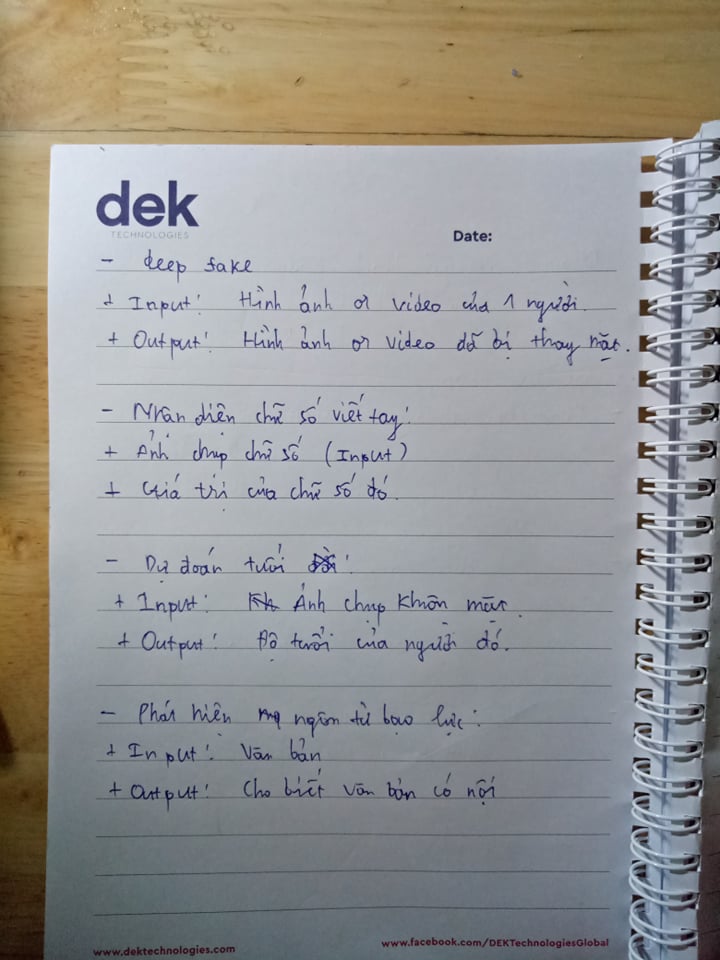 dek
TECHNOLOGIES
Date:
- deep fake
+ Input: Hình ảnh or video của 1 người.
+ Output: Hình ảnh or video đã bị thay mặt.
- Nhận diện chữ số viết tay:
+ Ảnh chụp chữ số (Input)
+ Giá trị của chữ số đó.
- Dự đoán tuổi :
+ Input: Ảnh chụp khuôn mặt.
+ Output: Độ tuổi của người đó.
- Phát hiện ngôn từ bạo lực:
+ Input: Văn bản
+ Output: Cho biết văn bản có nội
www.dektechnologies.com
www.facebook.com/DEKTechnologiesGlobal